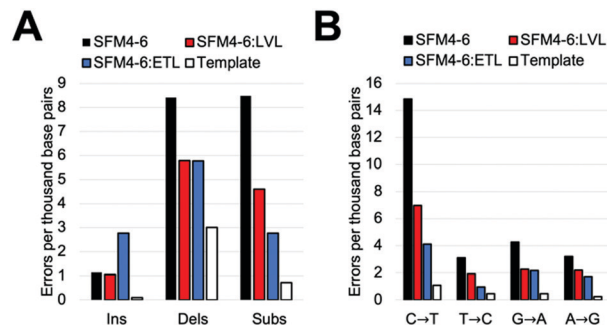 A
SFM4-6
SFM4-6:LVL
SFM4-6:ETL
Template
Errors per thousand base pairs
9
8
7
6
5
4
3
2
1
0
Ins
Dels
Subs
B
SFM4-6
SFM4-6:LVL
SFM4-6:ETL
Template
Errors per thousand base pairs
16
14
12
10
8
6
4
2
0
C→T
T→C
G→A
A→G